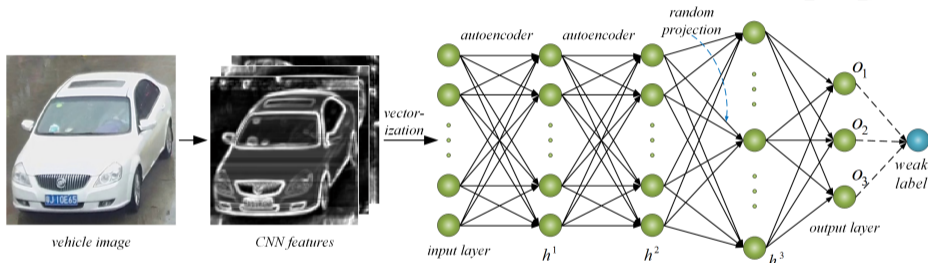 vehicle image
CNN features
vector-
ization
autoencoder
autoencoder
random
projection
input layer
h1
h2
h3
o1
o2
o3
output layer
weak
label